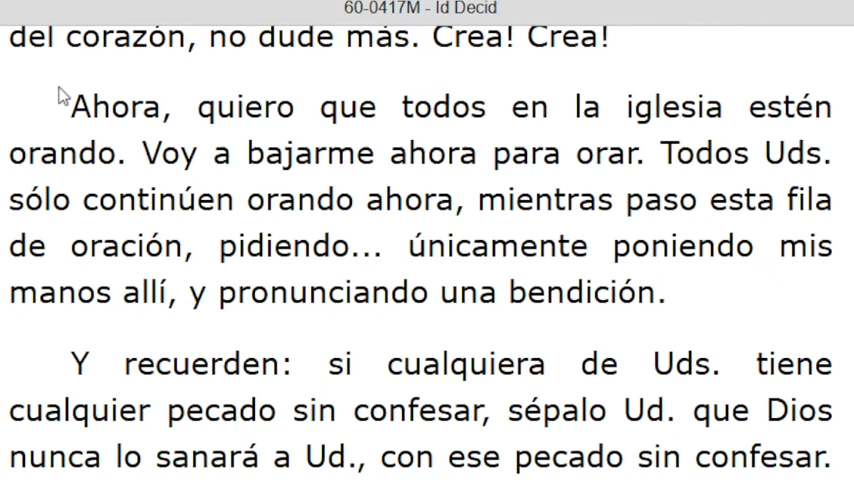 60-0417M - Id Decid
del corazón, no dude más. Crea! Crea!
Ahora, quiero que todos en la iglesia estén
orando. Voy a bajarme ahora para orar. Todos Uds.
sólo continúen orando ahora, mientras paso esta fila
de oración, pidiendo... únicamente poniendo mis
manos allí, y pronunciando una bendición.
Y recuerden: si cualquiera de Uds. tiene
cualquier pecado sin confesar, sépalo Ud. que Dios
nunca lo sanará a Ud., con ese pecado sin confesar.